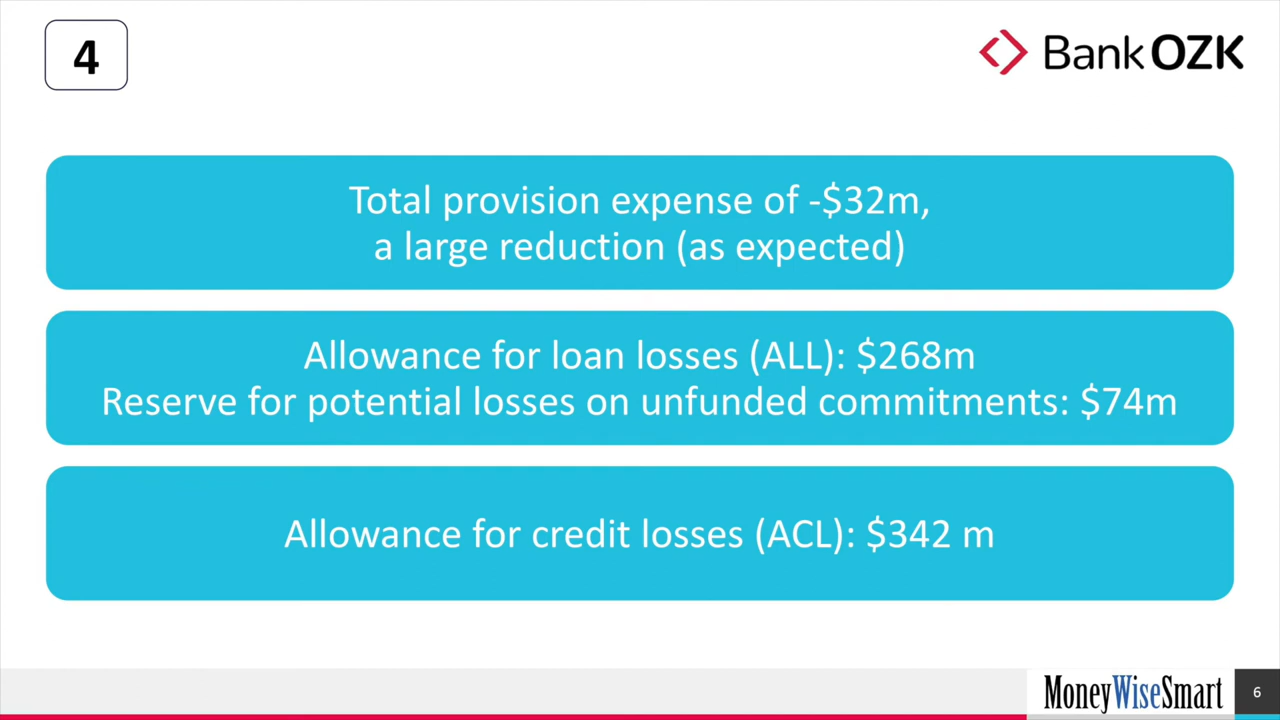 4
Bank OZK
Total provision expense of -$32m,
a large reduction (as expected)
Allowance for loan losses (ALL): $268m
Reserve for potential losses on unfunded commitments: $74m
Allowance for credit losses (ACL): $342 m
MoneyWiseSmart
6